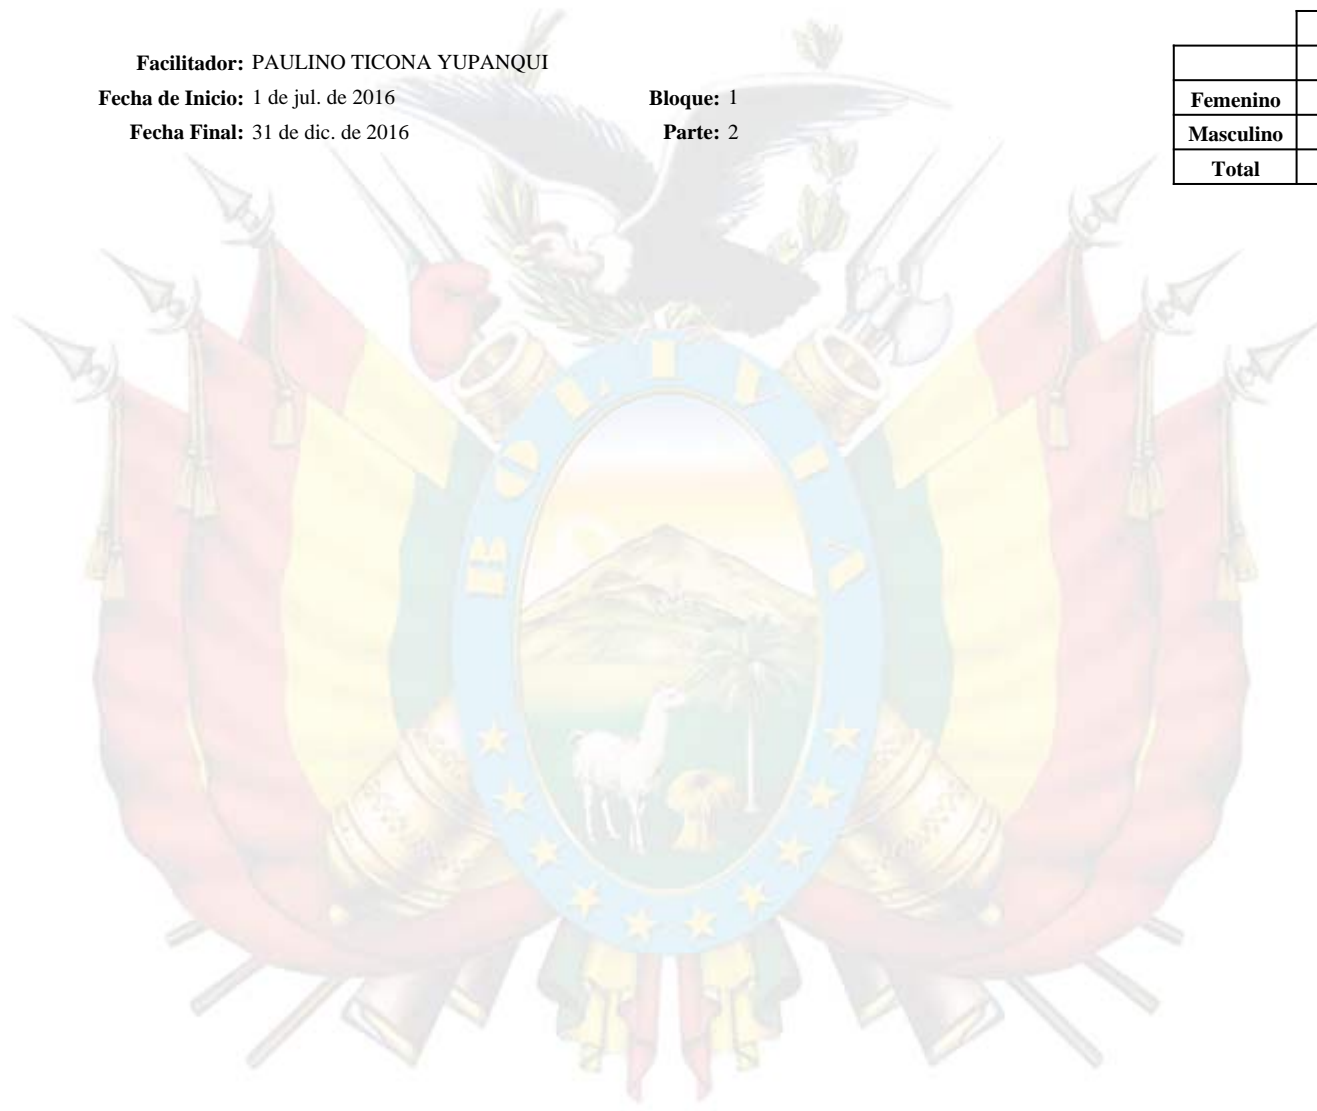 Facilitador: PAULINO TICONA YUPANQUI
Fecha de Inicio: 1 de jul. de 2016 Bloque: 1
Fecha Final: 31 de dic. de 2016 Parte: 2
Femenino
Masculino
Total
BOLIVIA